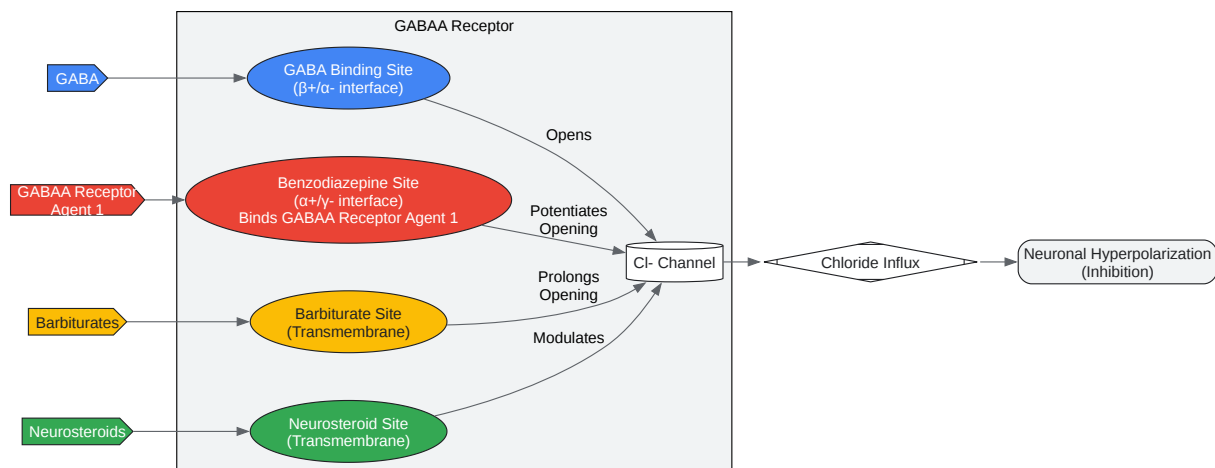 GABAA Receptor
GABA
GABA Binding Site
(β+/α- interface)
Opens
GABAA Receptor
Agent 1
Benzodiazepine Site
(α+/γ- interface)
Binds GABAA Receptor Agent 1
Potentiates
Opening
Cl- Channel
Chloride Influx
Neuronal Hyperpolarization
(Inhibition)
Prolongs
Opening
Barbiturates
Barbiturate Site
(Transmembrane)
Modulates
Neurosteroids
Neurosteroid Site
(Transmembrane)